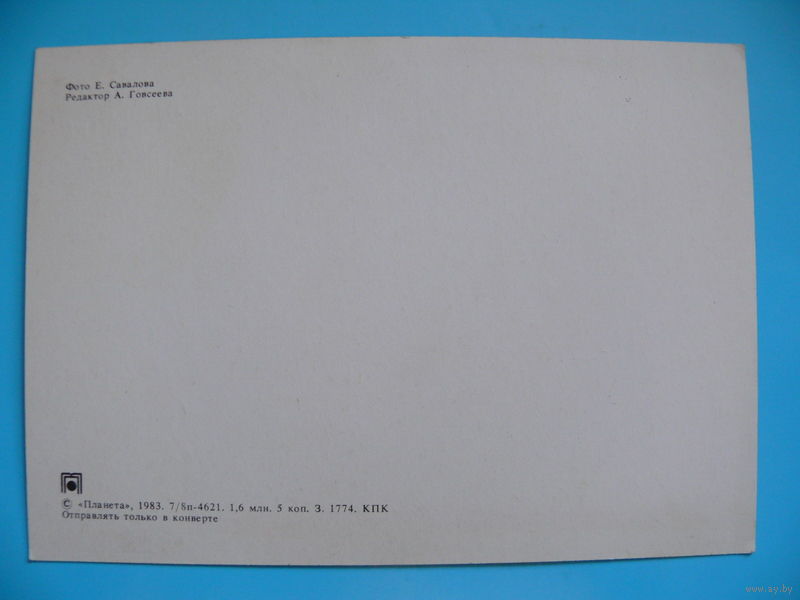 Фото Е. Савалова
Редактор А. Говсеева
© «Планета», 1983. 7/8п-4621. 1,6 млн. 5 коп. З. 1774. КПК
Отправлять только в конверте
www.ay.by